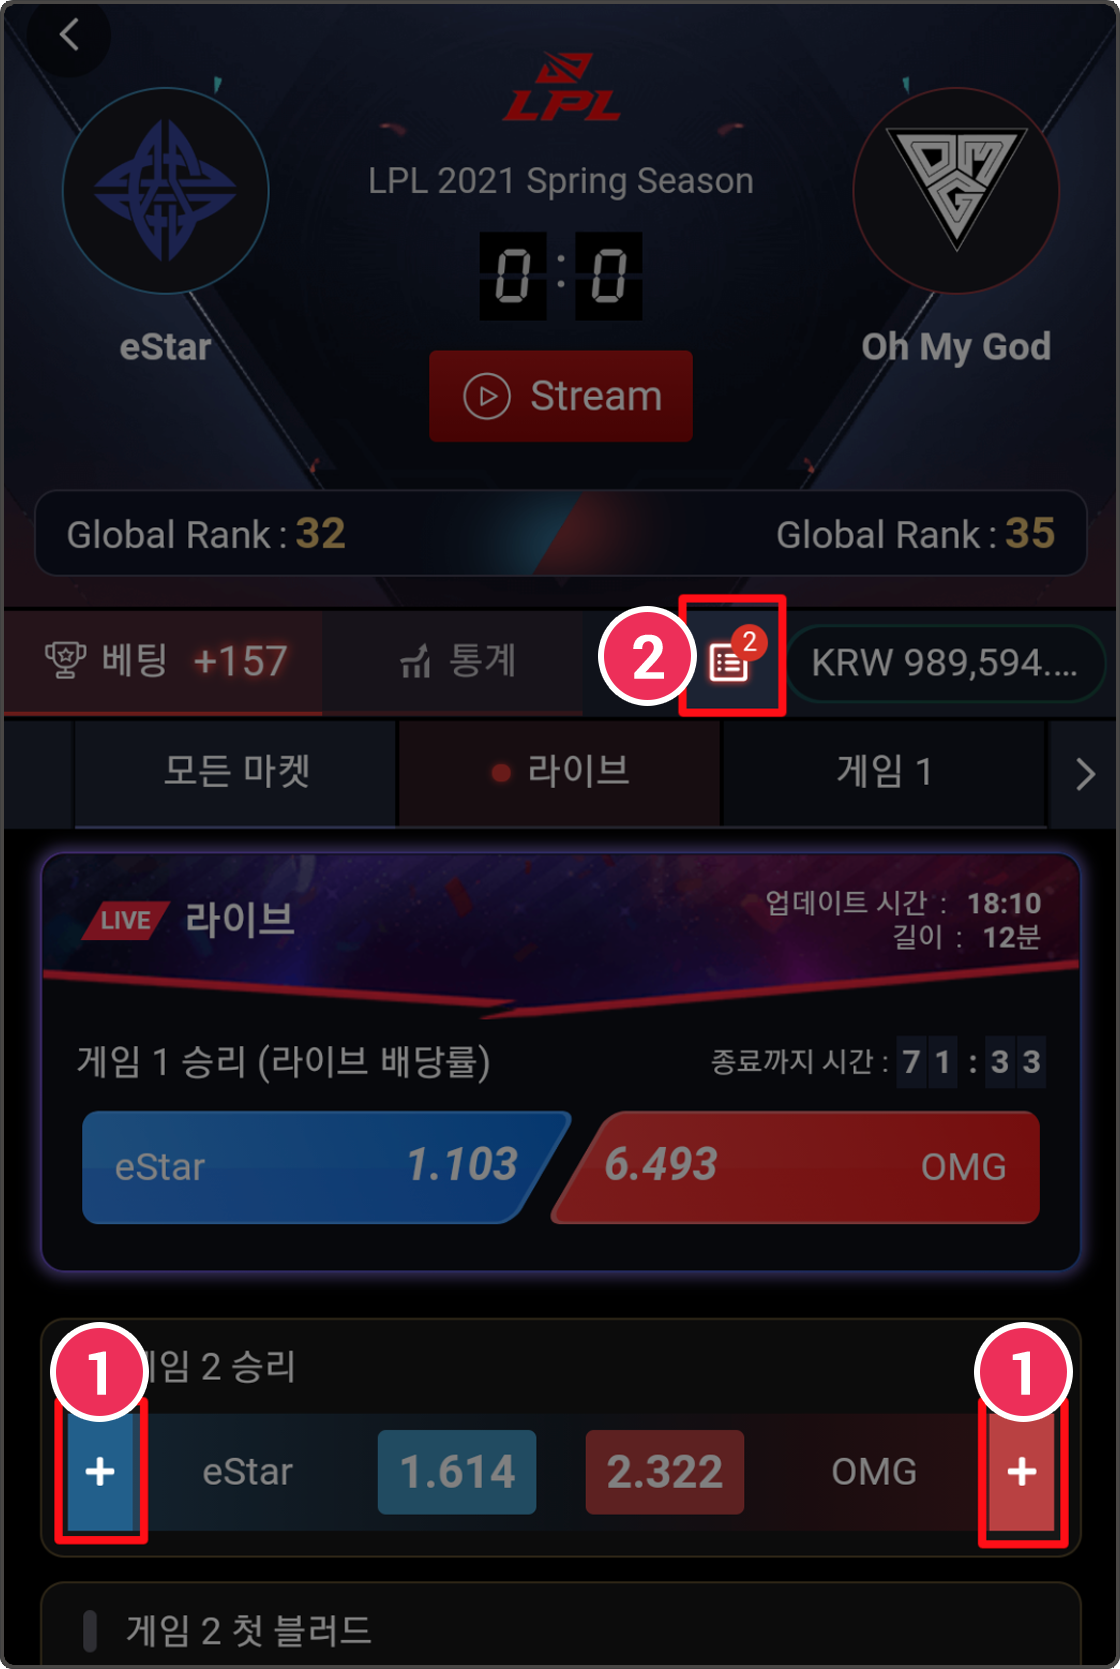 LPL
OMG
LPL 2021 Spring Season
0 : 0
eStar
Oh My God
Stream
Global Rank : 32
Global Rank : 35
베팅 +157
통계
2
2
KRW 989,594....
모든 마켓
라이브
게임 1
LIVE 라이브
업데이트 시간 : 18:10
길이 : 12분
게임 1 승리 (라이브 배당률)
종료까지 시간 : 71 : 33
eStar 1.103
6.493 OMG
1
임 2 승리
1
+ eStar 1.614
2.322 OMG +
게임 2 첫 블러드